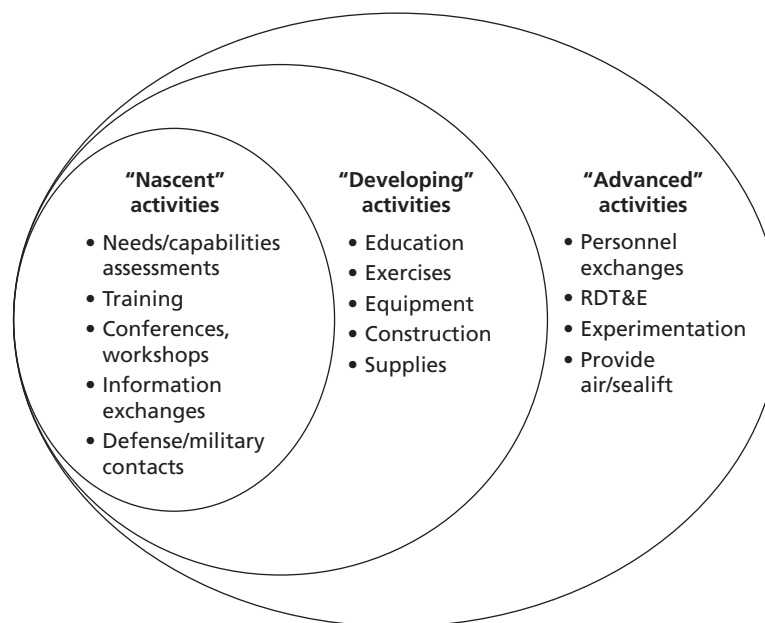 “Nascent”
activities
• Needs/capabilities
assessments
• Training
• Conferences,
workshops
• Information
exchanges
• Defense/military
contacts
“Developing”
activities
• Education
• Exercises
• Equipment
• Construction
• Supplies
“Advanced”
activities
• Personnel
exchanges
• RDT&E
• Experimentation
• Provide
air/sealift